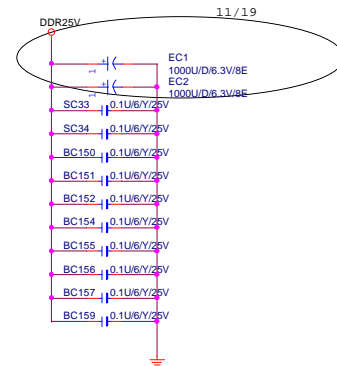 11/19
DDR25V
EC1
1
1000U/D/6.3V/8E
EC2
1
1000U/D/6.3V/8E
SC33 0.1U/6/Y/25V
SC34 0.1U/6/Y/25V
BC150 0.1U/6/Y/25V
BC151 0.1U/6/Y/25V
BC152 0.1U/6/Y/25V
BC154 0.1U/6/Y/25V
BC155 0.1U/6/Y/25V
BC156 0.1U/6/Y/25V
BC157 0.1U/6/Y/25V
BC159 0.1U/6/Y/25V